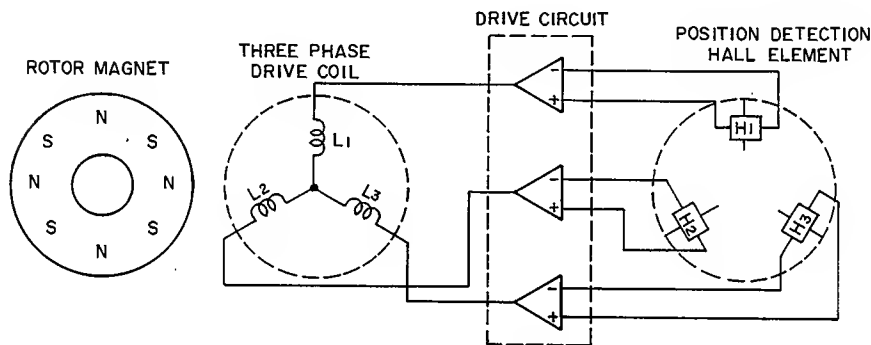 DRIVE CIRCUIT
POSITION DETECTION
HALL ELEMENT
THREE PHASE
DRIVE COIL
ROTOR MAGNET
N
S
S
N
N
S
S
N
L1
L2
L3
-
+
-
+
-
+
H1
H2
H3